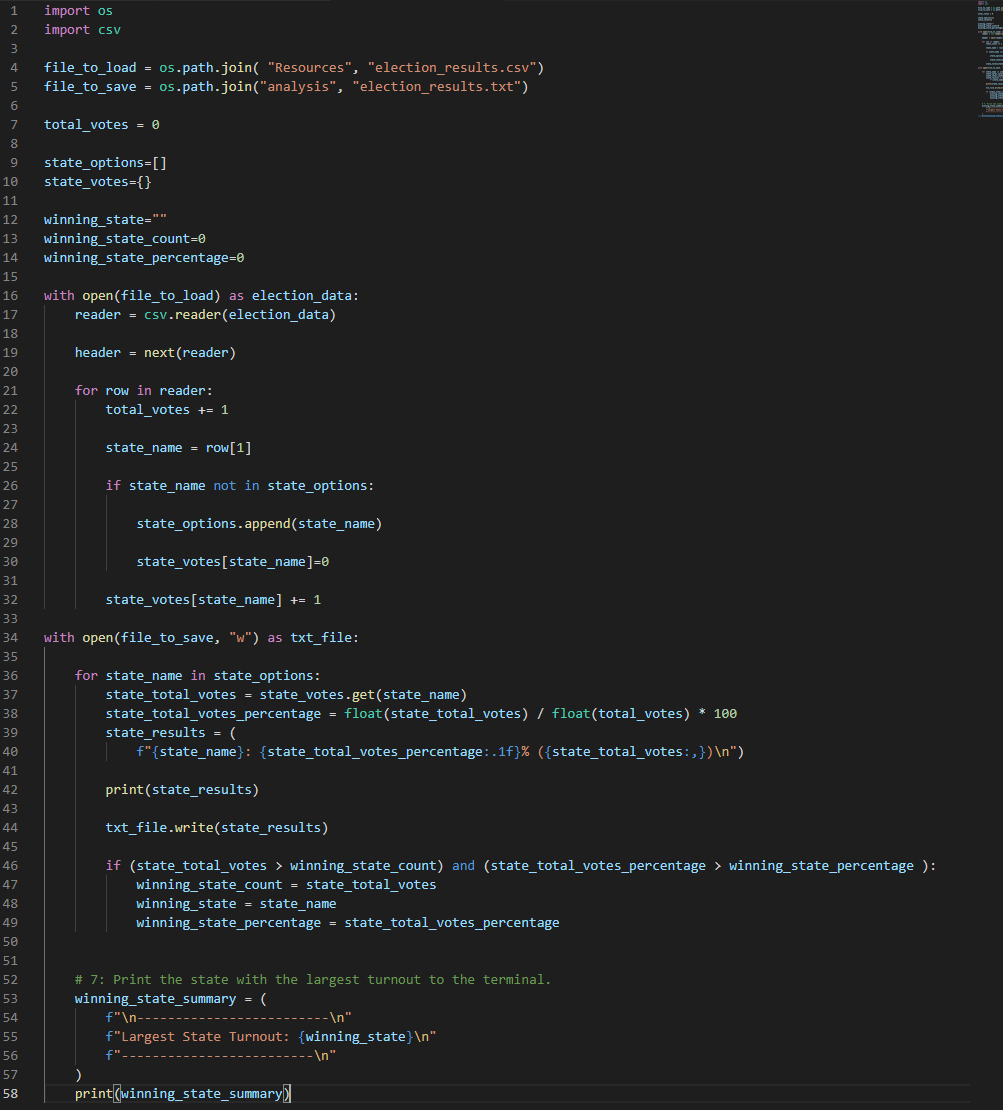 1 import os
2 import csv
3
4 file_to_load = os.path.join( "Resources", "election_results.csv")
5 file_to_save = os.path.join("analysis", "election_results.txt")
6
7 total_votes = 0
8
9 state_options=[]
10 state_votes={}
11
12 winning_state=""
13 winning_state_count=0
14 winning_state_percentage=0
15
16 with open(file_to_load) as election_data:
17     reader = csv.reader(election_data)
18
19     header = next(reader)
20
21     for row in reader:
22         total_votes += 1
23
24         state_name = row[1]
25
26         if state_name not in state_options:
27
28             state_options.append(state_name)
29
30             state_votes[state_name]=0
31
32         state_votes[state_name] += 1
33
34 with open(file_to_save, "w") as txt_file:
35
36     for state_name in state_options:
37         state_total_votes = state_votes.get(state_name)
38         state_total_votes_percentage = float(state_total_votes) / float(total_votes) * 100
39         state_results = (
40             f"{state_name}: {state_total_votes_percentage:.1f}% ({state_total_votes:,})\n")
41
42         print(state_results)
43
44         txt_file.write(state_results)
45
46         if (state_total_votes > winning_state_count) and (state_total_votes_percentage > winning_state_percentage ):
47             winning_state_count = state_total_votes
48             winning_state = state_name
49             winning_state_percentage = state_total_votes_percentage
50
51
52     # 7: Print the state with the largest turnout to the terminal.
53     winning_state_summary = (
54         f"\n-------------------------\n"
55         f"Largest State Turnout: {winning_state}\n"
56         f"-------------------------\n"
57     )
58     print(winning_state_summary)